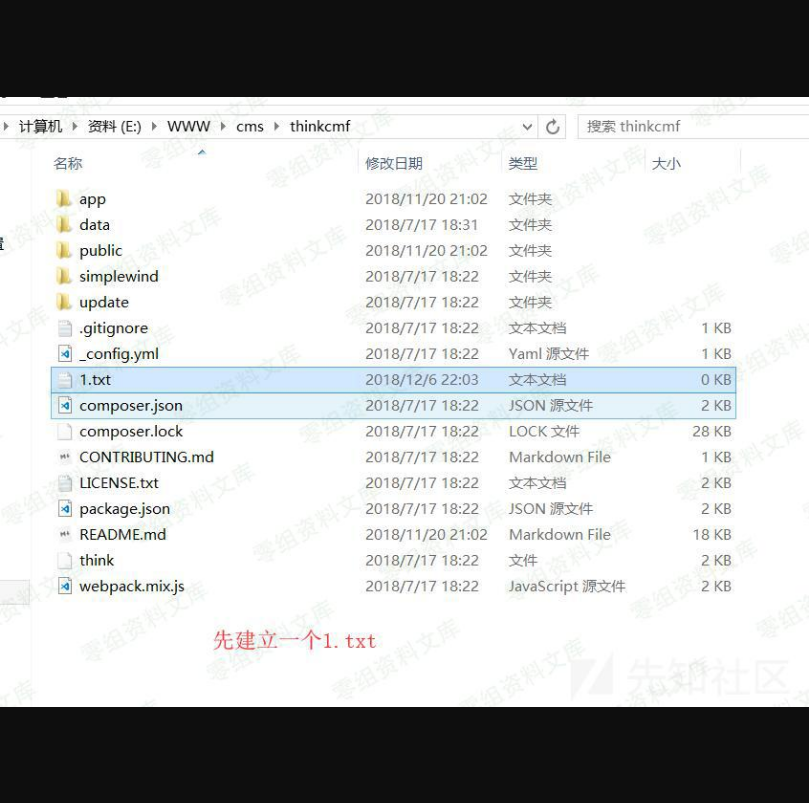 计算机 资料 (E:) WWW cms thinkcmf 搜索 thinkcmf
名称 修改日期 类型 大小
app 2018/11/20 21:02 文件夹
data 2018/7/17 18:31 文件夹
public 2018/11/20 21:02 文件夹
simplewind 2018/7/17 18:22 文件夹
update 2018/7/17 18:22 文件夹
.gitignore 2018/7/17 18:22 文本文档 1 KB
_config.yml 2018/7/17 18:22 Yaml 源文件 1 KB
1.txt 2018/12/6 22:03 文本文档 0 KB
composer.json 2018/7/17 18:22 JSON 源文件 2 KB
composer.lock 2018/7/17 18:22 LOCK 文件 28 KB
CONTRIBUTING.md 2018/7/17 18:22 Markdown File 1 KB
LICENSE.txt 2018/7/17 18:22 文本文档 2 KB
package.json 2018/7/17 18:22 JSON 源文件 2 KB
README.md 2018/11/20 21:02 Markdown File 18 KB
think 2018/7/17 18:22 文件 2 KB
webpack.mix.js 2018/7/17 18:22 JavaScript 源文件 2 KB
先建立一个1.txt
先知社区
零组资料文库